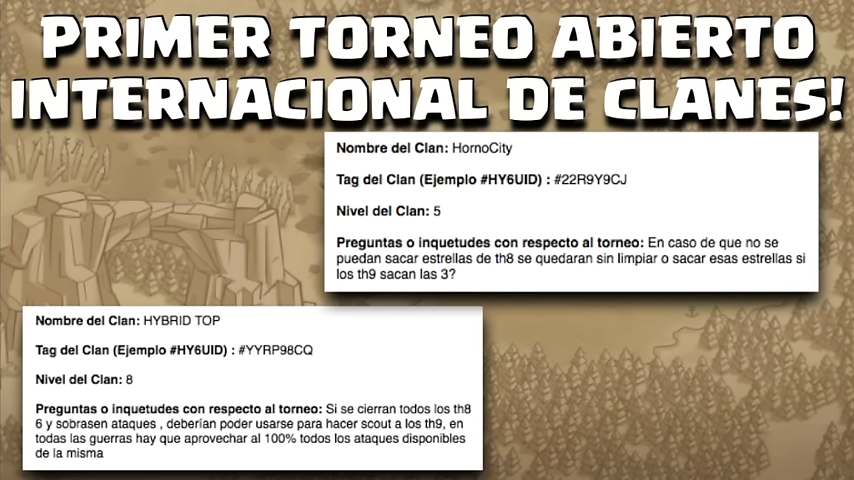 PRIMER TORNEO ABIERTO
INTERNACIONAL DE CLANES!
Nombre del Clan: HornoCity
Tag del Clan (Ejemplo #HY6UID) : #22R9Y9CJ
Nivel del Clan: 5
Preguntas o inquetudes con respecto al torneo: En caso de que no se
puedan sacar estrellas de th8 se quedaran sin limpiar o sacar esas estrellas si
los th9 sacan las 3?
Nombre del Clan: HYBRID TOP
Tag del Clan (Ejemplo #HY6UID) : #YYRP98CQ
Nivel del Clan: 8
Preguntas o inquetudes con respecto al torneo: Si se cierran todos los th8
6 y sobrasen ataques , deberían poder usarse para hacer scout a los th9, en
todas las guerras hay que aprovechar al 100% todos los ataques disponibles
de la misma